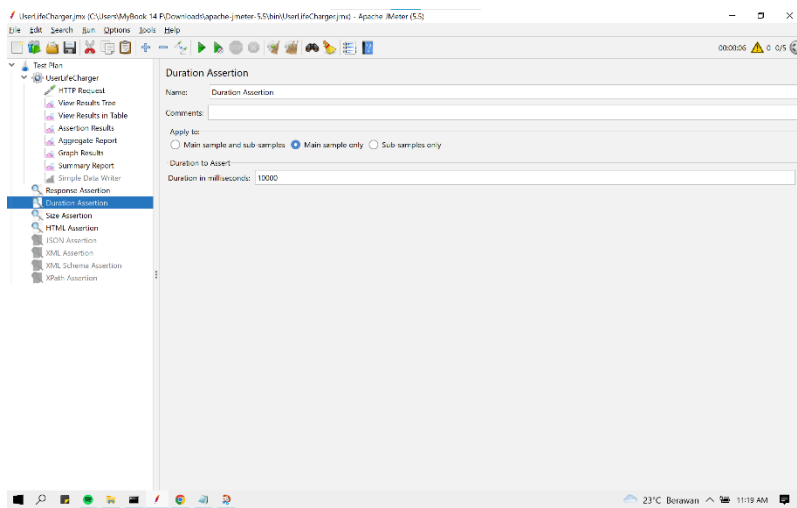 UserLifeCharger.jmx (C:\Users\MyBook 14 F\Downloads\apache-jmeter-5.5\bin\UserLifeCharger.jmx) - Apache JMeter (5.5)
File Edit Search Run Options Tools Help
00:00:06 0 0/5
Test Plan
UserLifeCharger
HTTP Request
View Results Tree
View Results in Table
Assertion Results
Aggregate Report
Graph Results
Summary Report
Simple Data Writer
Response Assertion
Duration Assertion
Size Assertion
HTML Assertion
JSON Assertion
XML Assertion
XML Schema Assertion
XPath Assertion
Duration Assertion
Name: Duration Assertion
Comments:
Apply to:
Main sample and sub-samples Main sample only Sub-samples only
Duration to Assert
Duration in milliseconds: 10000
23°C Berawan 11:19 AM